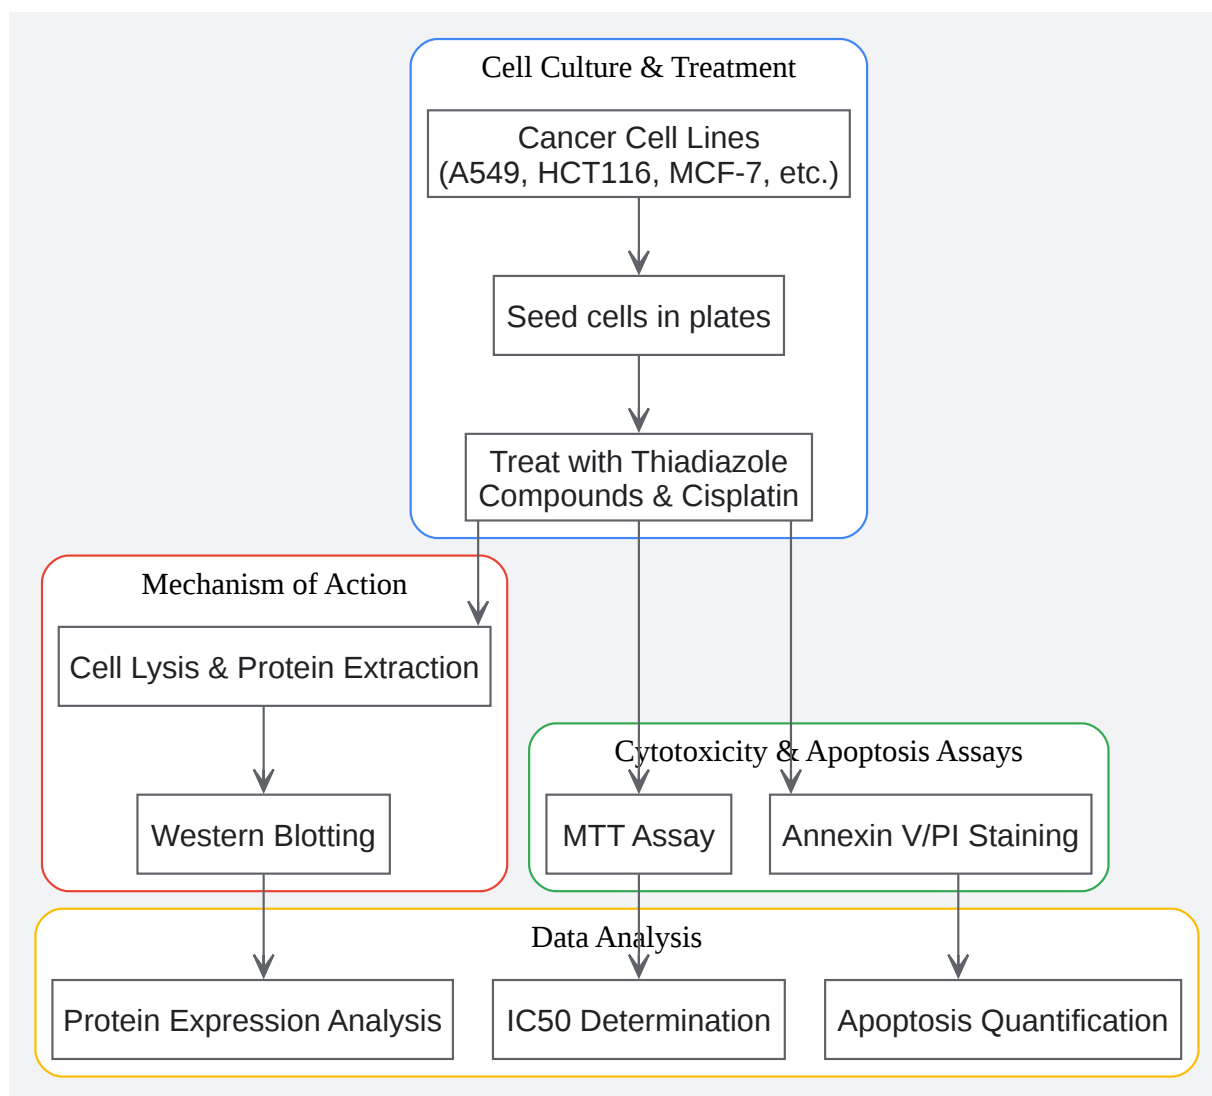 Cell Culture & Treatment
Cancer Cell Lines
(A549, HCT116, MCF-7, etc.)
Seed cells in plates
Treat with Thiadiazole
Compounds & Cisplatin
Mechanism of Action
Cell Lysis & Protein Extraction
Western Blotting
Cytotoxicity & Apoptosis Assays
MTT Assay
Annexin V/PI Staining
Data Analysis
Protein Expression Analysis
IC50 Determination
Apoptosis Quantification